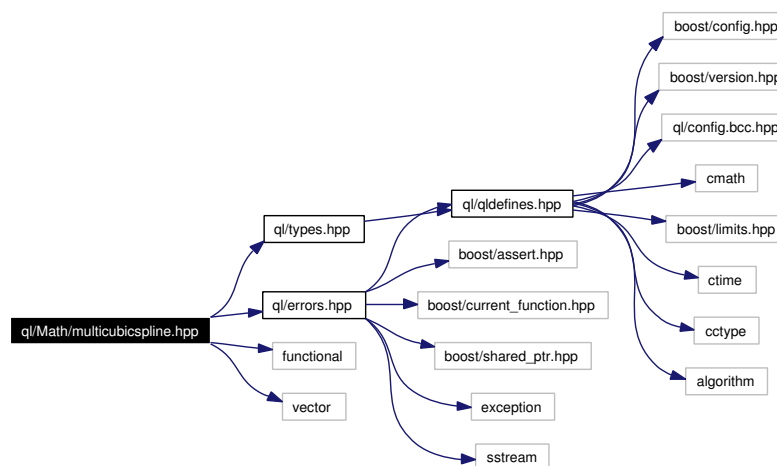 boost/config.hpp
boost/version.hpp
ql/config.bcc.hpp
cmath
ql/qldefines.hpp
boost/limits.hpp
ql/types.hpp
boost/assert.hpp
ctime
ql/errors.hpp
boost/current_function.hpp
ql/Math/multicubicspline.hpp
cctype
functional
boost/shared_ptr.hpp
algorithm
vector
exception
sstream